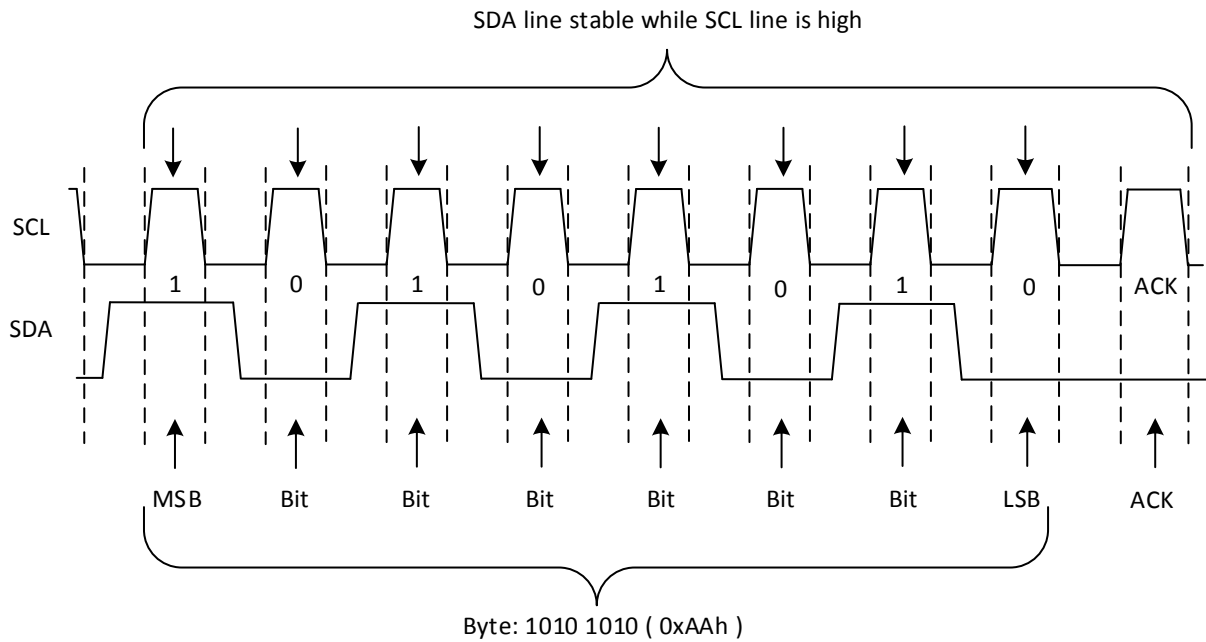 SDA line stable while SCL line is high
SCL
1 0 1 0 1 0 1 0 ACK
SDA
MSB Bit Bit Bit Bit Bit Bit LSB ACK
Byte: 1010 1010 ( 0xAAh )